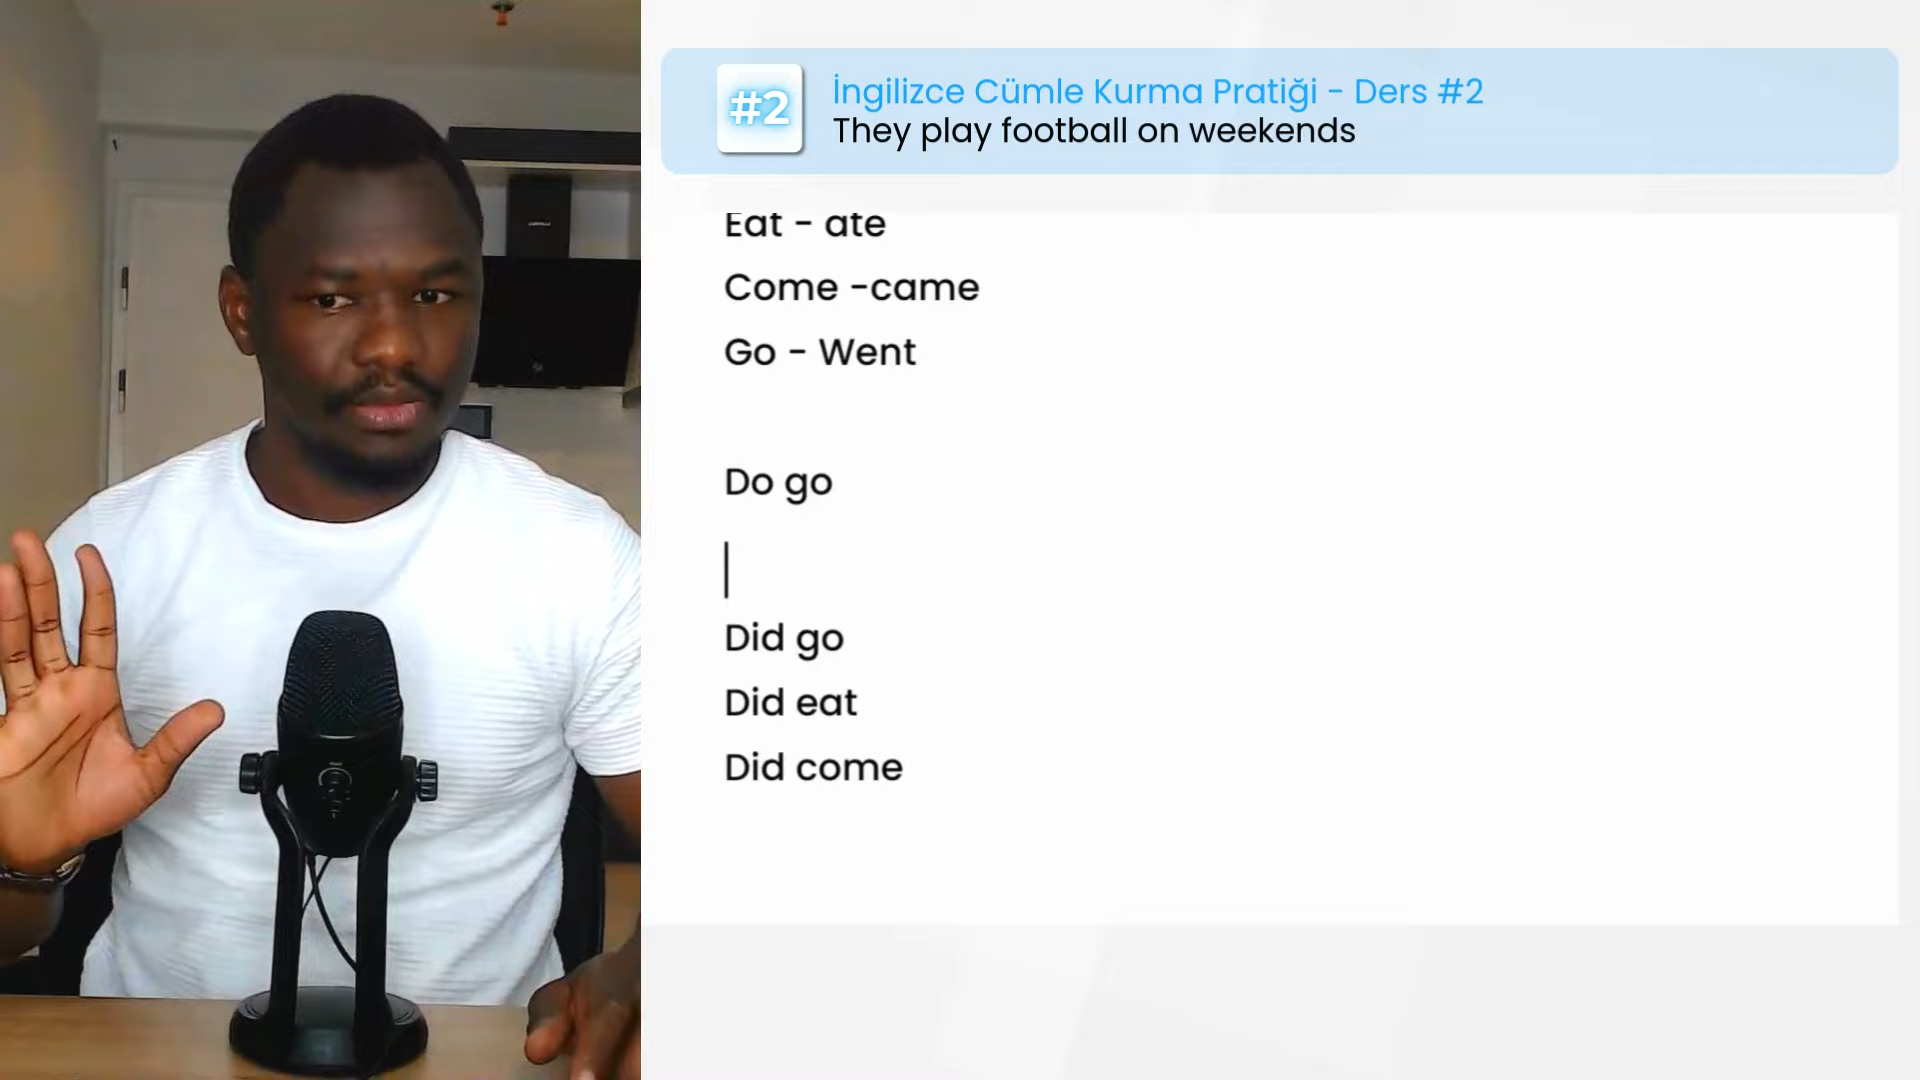 #2
İngilizce Cümle Kurma Pratiği - Ders #2
They play football on weekends
Eat - ate
Come -came
Go - Went
Do go
Did go
Did eat
Did come